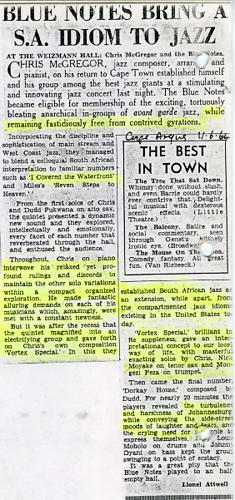 BLUE NOTES BRING A
S.A. IDIOM TO JAZZ
AT THE WEIZMANN HALL: Chris McGregor and the Blue Notes.
CHRIS McGREGOR, jazz composer, arranger and
pianist, on his return to Cape Town established himself
and his group among the best jazz giants at a stimulating
and innovating jazz concert last night. The Blue Notes
became eligible for membership of the exciting, tortuously
bleating anarchical in-groups of avant garde jazz, while
remaining fastidiously free from contrived gyrations.
Incorporating the discipline and
sophistication of main stream and
West Coast jazz, they manage
to blend a colloquial South African
interpretation to familiar numbers
such as 'I Covered the Waterfront'
and Miles's 'Seven Steps to
Heaven.'
From the first solos of Chris
and Dudu Pukwana on alto sax,
the quintet presented a dynamic
new sound and they explored,
intellectually and emotionally,
every facet of each number that
reverberated through the hall,
and enthused the audience.
Throughout, Chris on piano
interwove his relaxed yet pro-
found rulings and discords
maintain the other solo variations
within a compact organized
exploration. He made fantastic
alluring demands on each of his
musicians which, amazingly, were
met with a constant newness.
But it was after the recess that
the quintet magnified into an
electrifying group and gave forth
on Chris's own composition
'Vortex Special.' In this they
Cape Argus
THE BEST
IN TOWN
The Tree That Sat Down.
Whimsy done without slush,
and even Barrie could hardly
ever contrive that. Delight-
ful musical with dexterous
scenic effects. (Little
Theatre.)
The Balcony. Satire and
social commentary, seen
through Genet's
ironic eye.
The House
Comedy fantasy. All great
fun. (Van Riebeeck.)
established South African jazz as
an extension, while apart, from
the compartmented jazz idioms
existing in the United States to-
day.
'Vortex Special,' brilliant in
its suppleness, gave an inter-
pretational concept to our local
way of life, with masterful
exacting solos by Chris, Nick
Moyake on tenor sax and Mon-
gezi Feza on trumpet.
Then came the final number,
'Dorkay House,' composed by
Dudu. For nearly 20 minutes the
players revealed the turbulence
and harshness of Johannesburg
while conveying the sidestreet
moods of laughter and tears, and
the crying need for people to
express themselves. Louis
Moholo on drums and Johnny
Dyani on bass kept the group
swinging to a point of ecstacy.
It was a great pity that the
Blue Notes played to an half
empty hall.
Lionel Attwell